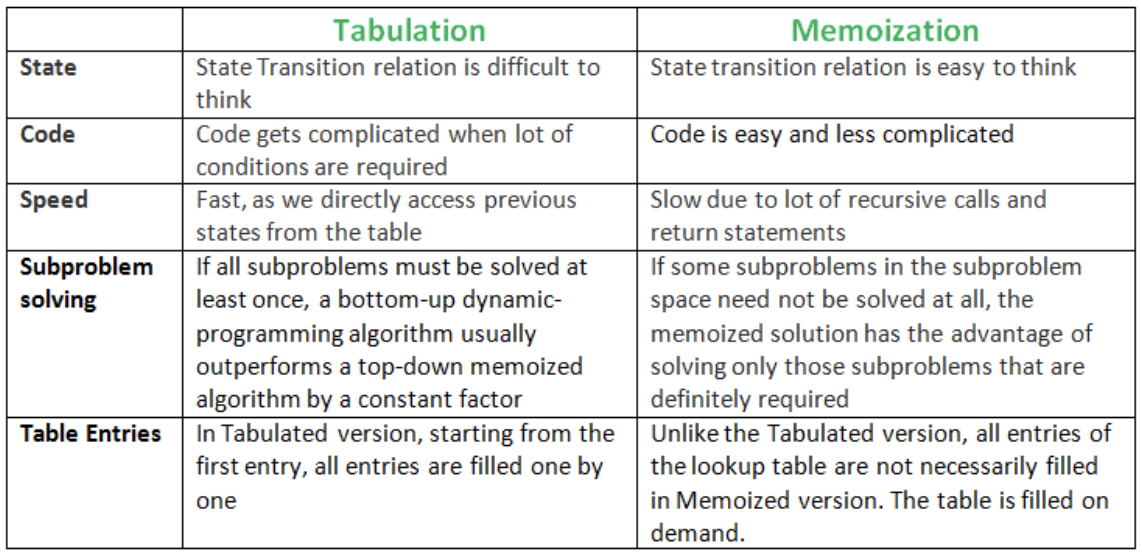 Tabulation Memoization
State State Transition relation is difficult to State transition relation is easy to think
think
Code Code gets complicated when lot of Code is easy and less complicated
conditions are required
Speed Fast, as we directly access previous Slow due to lot of recursive calls and
states from the table return statements
Subproblem If all subproblems must be solved at If some subproblems in the subproblem
solving least once, a bottom-up dynamic- space need not be solved at all, the
programming algorithm usually memoized solution has the advantage of
outperforms a top-down memoized solving only those subproblems that are
algorithm by a constant factor definitely required
Table Entries In Tabulated version, starting from the Unlike the Tabulated version, all entries of
first entry, all entries are filled one by the lookup table are not necessarily filled
one in Memoized version. The table is filled on
demand.